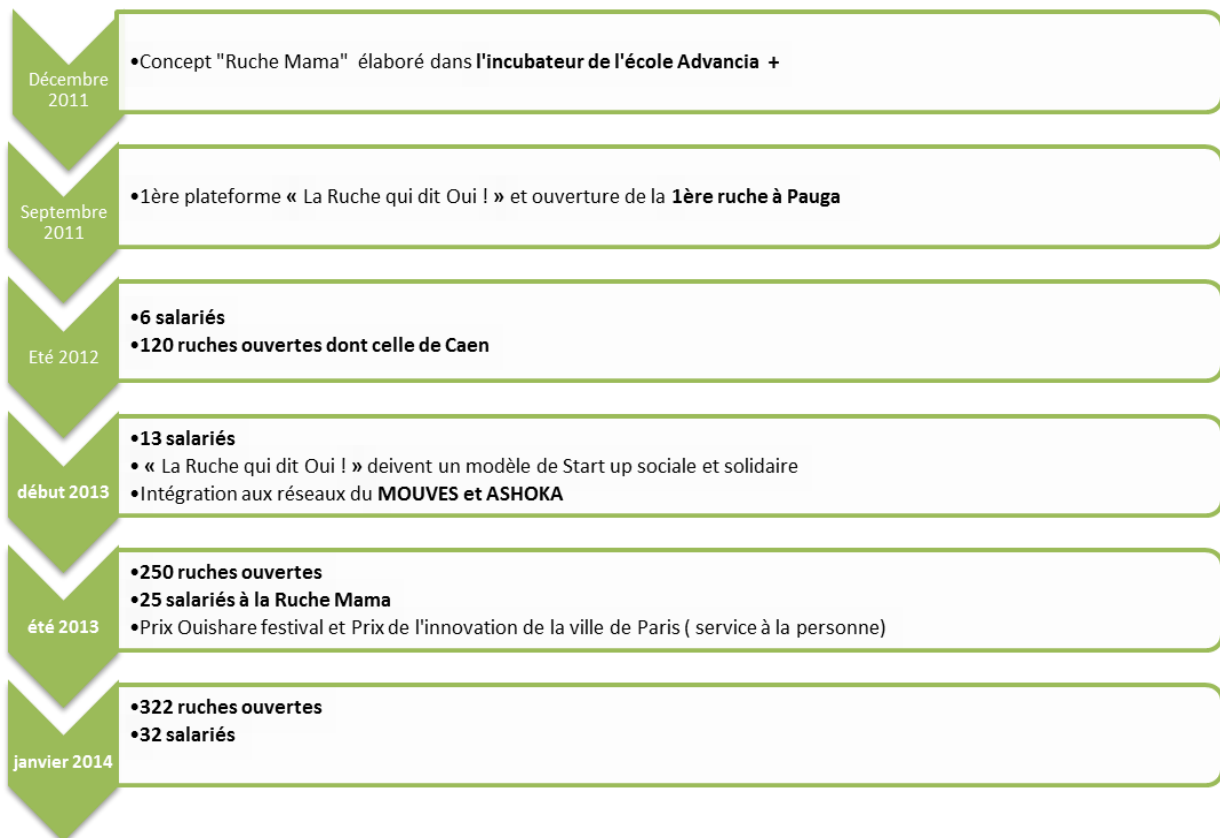 Décembre
2011
•Concept "Ruche Mama" élaboré dans l'incubateur de l'école Advancia +
Septembre
2011
•1ère plateforme « La Ruche qui dit Oui ! » et ouverture de la 1ère ruche à Pauga
Eté 2012
•6 salariés
•120 ruches ouvertes dont celle de Caen
début 2013
•13 salariés
• « La Ruche qui dit Oui ! » deivent un modèle de Start up sociale et solidaire
•Intégration aux réseaux du MOUVES et ASHOKA
été 2013
•250 ruches ouvertes
•25 salariés à la Ruche Mama
•Prix Ouishare festival et Prix de l'innovation de la ville de Paris ( service à la personne)
janvier 2014
•322 ruches ouvertes
•32 salariés